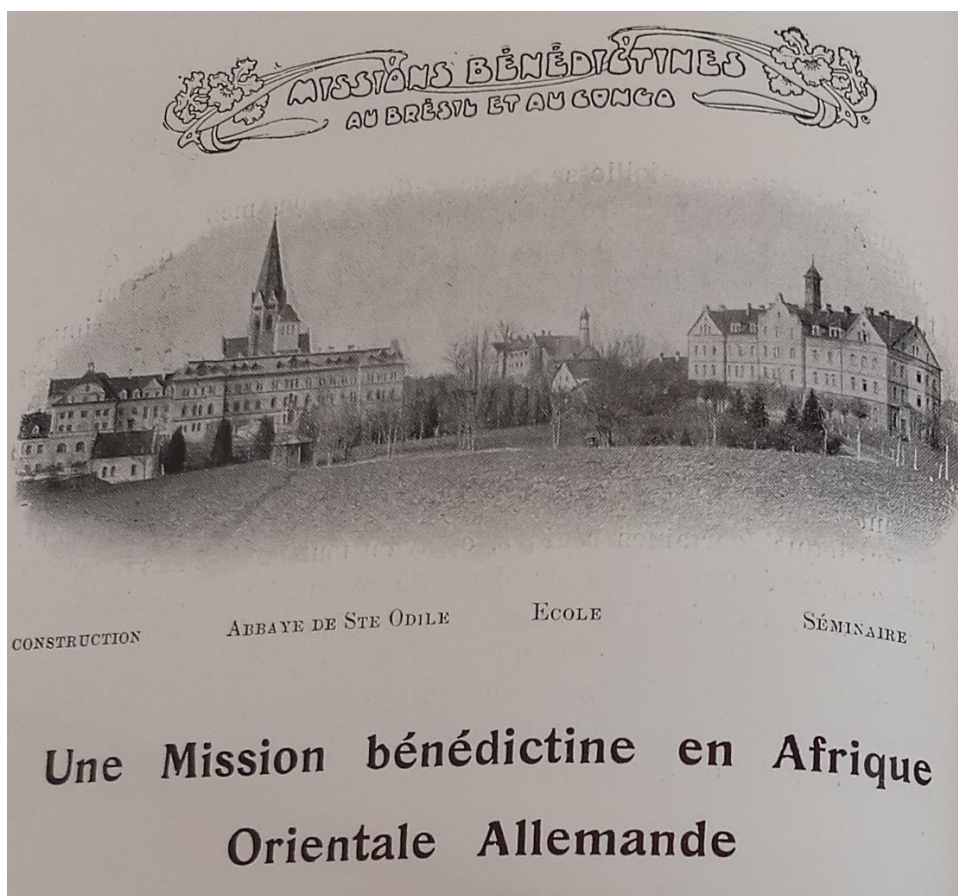 MISSIONS BÉNÉDICTINES
AU BRÉSIL ET AU CONGO
CONSTRUCTION ABBAYE DE STE ODILE ECOLE SÉMINAIRE
Une Mission bénédictine en Afrique
Orientale Allemande